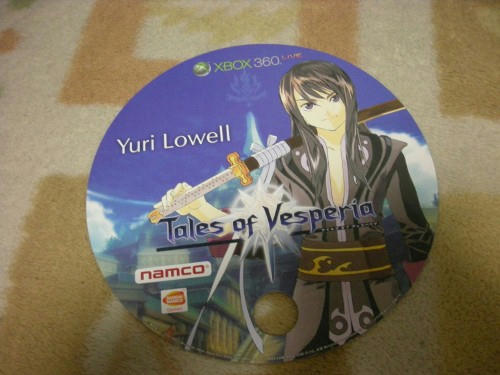 XBOX 360 LIVE
Yuri Lowell
Tales of Vesperia
namco